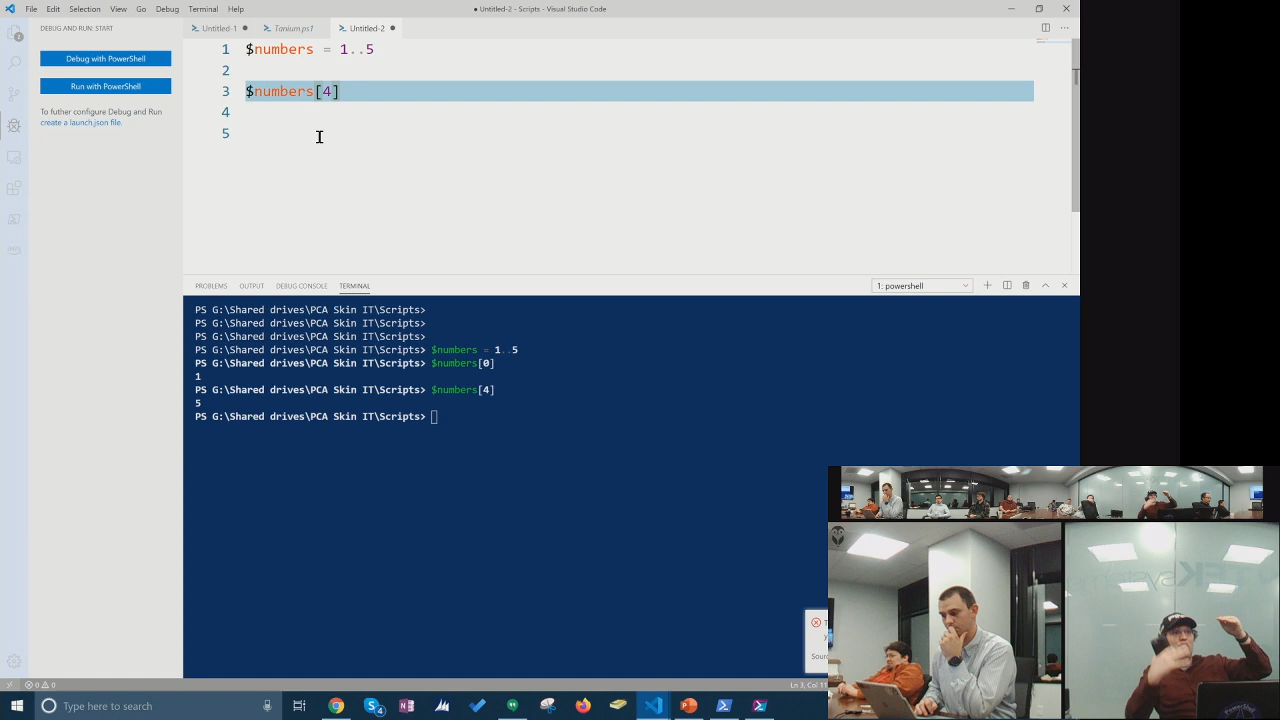 File Edit Selection View Go Debug Terminal Help
● Untitled-2 - Scripts - Visual Studio Code
DEBUG AND RUN: START
Untitled-1 Tanium.ps1 Untitled-2
Debug with PowerShell
Run with PowerShell
To futher configure Debug and Run
create a launch.json file.
1 $numbers = 1..5
2
3 $numbers[4]
4
5
PROBLEMS OUTPUT DEBUG CONSOLE TERMINAL
1: powershell
PS G:\Shared drives\PCA Skin IT\Scripts>
PS G:\Shared drives\PCA Skin IT\Scripts>
PS G:\Shared drives\PCA Skin IT\Scripts>
PS G:\Shared drives\PCA Skin IT\Scripts> $numbers = 1..5
PS G:\Shared drives\PCA Skin IT\Scripts> $numbers[0]
1
PS G:\Shared drives\PCA Skin IT\Scripts> $numbers[4]
5
PS G:\Shared drives\PCA Skin IT\Scripts>
0 0
Ln 3, Col 11
Type here to search